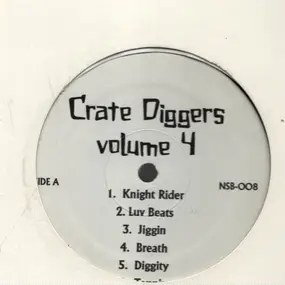 Crate Diggers
volume 4
IDE A
NSB-008
1. Knight Rider
2. Luv Beats
3. Jiggin
4. Breath
5. Diggity